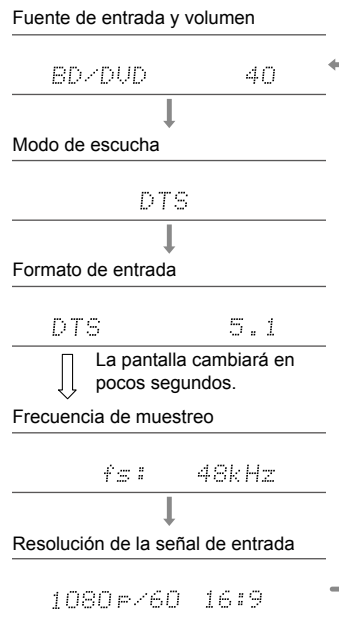 Fuente de entrada y volumen
BD/DVD 40
Modo de escucha
DTS
Formato de entrada
DTS 5.1
La pantalla cambiará en
pocos segundos.
Frecuencia de muestreo
fs: 48kHz
Resolución de la señal de entrada
1080p/60 16:9